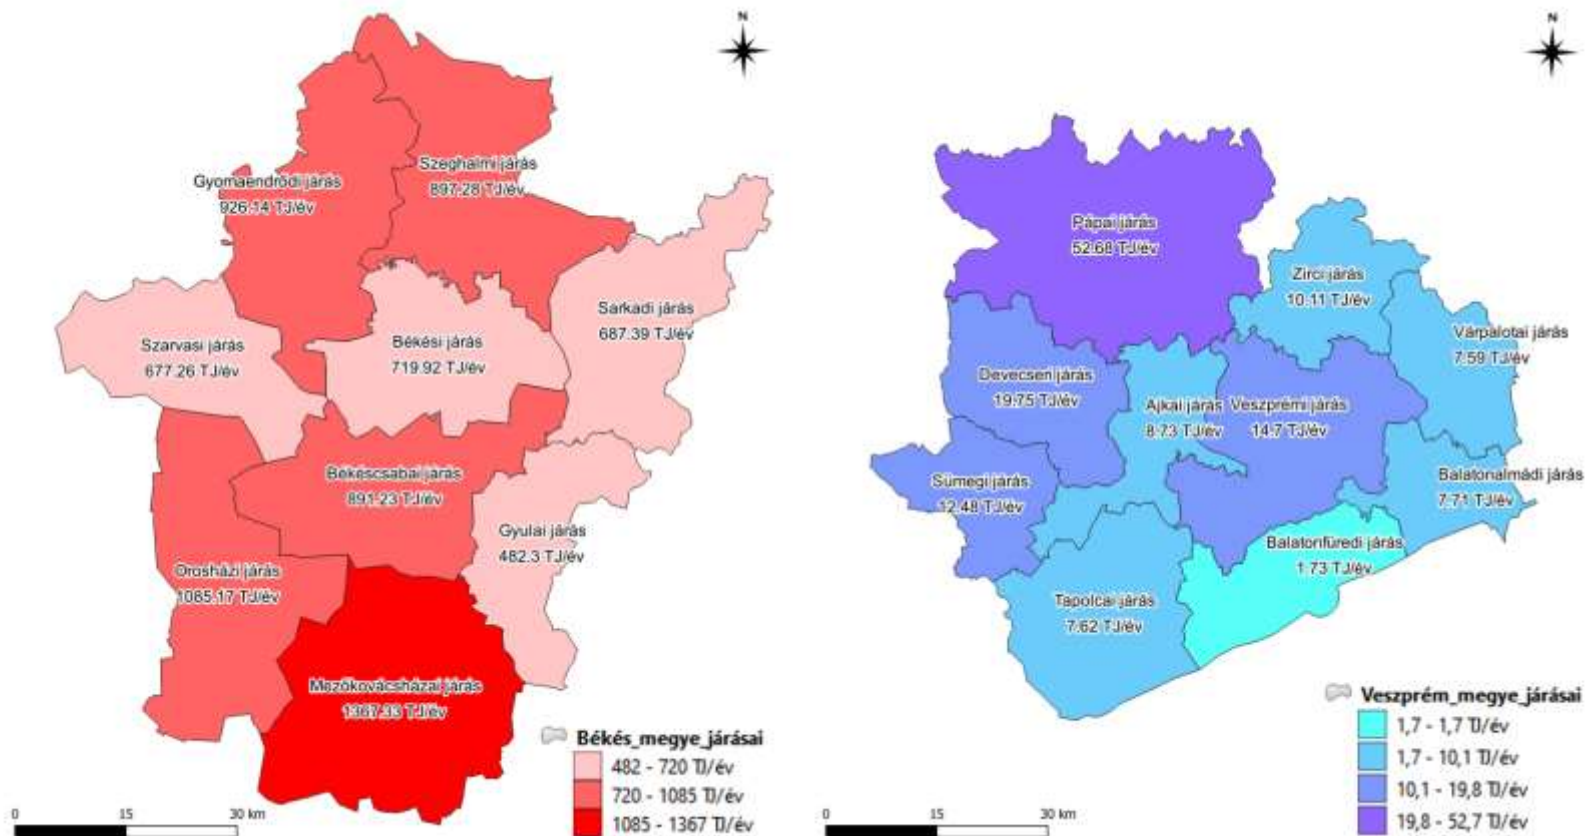 N
Szeghalmi járás
897.28 TJ/év
Gyomaendrődi járás
926.14 TJ/év
Sarkadi járás
687.39 TJ/év
Szarvasi járás
677.26 TJ/év
Békési járás
719.92 TJ/év
Békéscsabai járás
891.23 TJ/év
Gyulai járás
482.3 TJ/év
Orosházi járás
1085.17 TJ/év
Mezőkovácsházai járás
1367.33 TJ/év
Békés_megye_járásai
482 - 720 TJ/év
720 - 1085 TJ/év
1085 - 1367 TJ/év
0 15 30 km
N
Pápai járás
52.68 TJ/év
Zirci járás
10.11 TJ/év
Várpalotai járás
7.59 TJ/év
Devecseri járás
19.75 TJ/év
Ajkai járás
8.73 TJ/év
Veszprémi járás
14.7 TJ/év
Sümegi járás
12.48 TJ/év
Balatonalmádi járás
7.71 TJ/év
Balatonfüredi járás
1.73 TJ/év
Tapolcai járás
7.62 TJ/év
Veszprém_megye_járásai
1,7 - 1,7 TJ/év
1,7 - 10,1 TJ/év
10,1 - 19,8 TJ/év
19,8 - 52,7 TJ/év
0 15 30 km